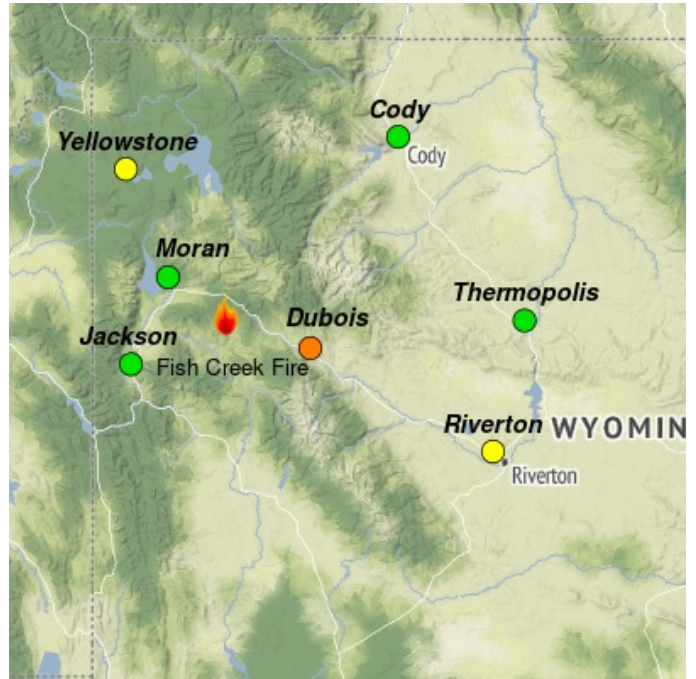 Cody
Cody
Yellowstone
Moran
Thermopolis
Dubois
Jackson
Fish Creek Fire
Riverton
WYOMIN
Riverton